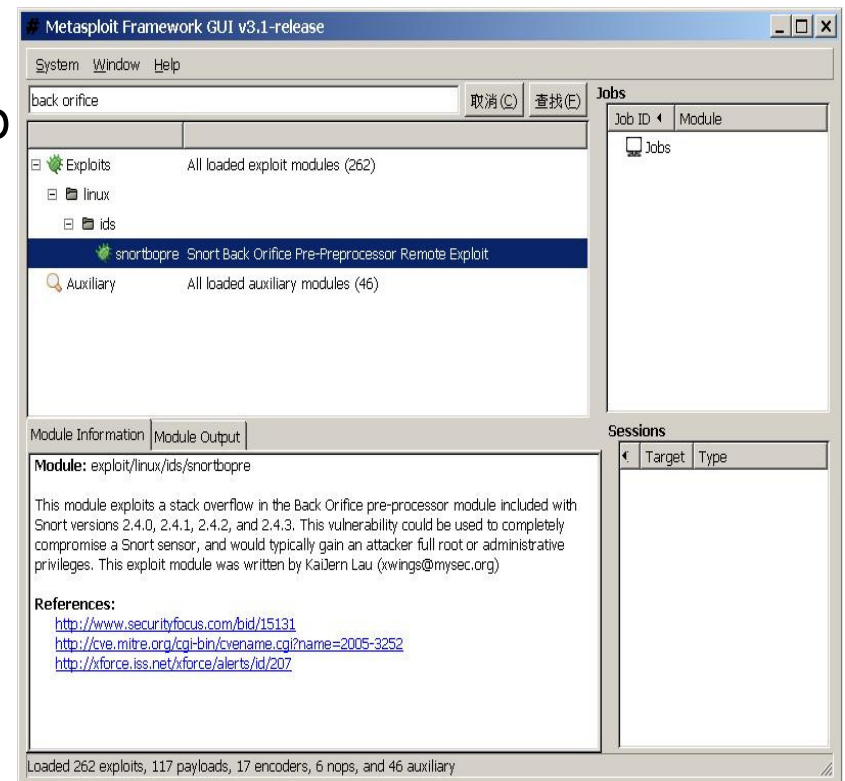 # Metasploit Framework GUI v3.1-release
System Window Help
back orifice 取消(C) 查找(F)
Exploits All loaded exploit modules (262)
linux
ids
snortbopre Snort Back Orifice Pre-Preprocessor Remote Exploit
Auxiliary All loaded auxiliary modules (46)
Jobs
Job ID Module
Jobs
Module Information Module Output
Module: exploit/linux/ids/snortbopre
This module exploits a stack overflow in the Back Orifice pre-processor module included with
Snort versions 2.4.0, 2.4.1, 2.4.2, and 2.4.3. This vulnerability could be used to completely
compromise a Snort sensor, and would typically gain an attacker full root or administrative
privileges. This exploit module was written by KaiJern Lau (xwings@mysec.org)
References:
http://www.securityfocus.com/bid/15131
http://cve.mitre.org/cgi-bin/cvename.cgi?name=2005-3252
http://xforce.iss.net/xforce/alerts/id/207
Sessions
Target Type
Loaded 262 exploits, 117 payloads, 17 encoders, 6 nops, and 46 auxiliary